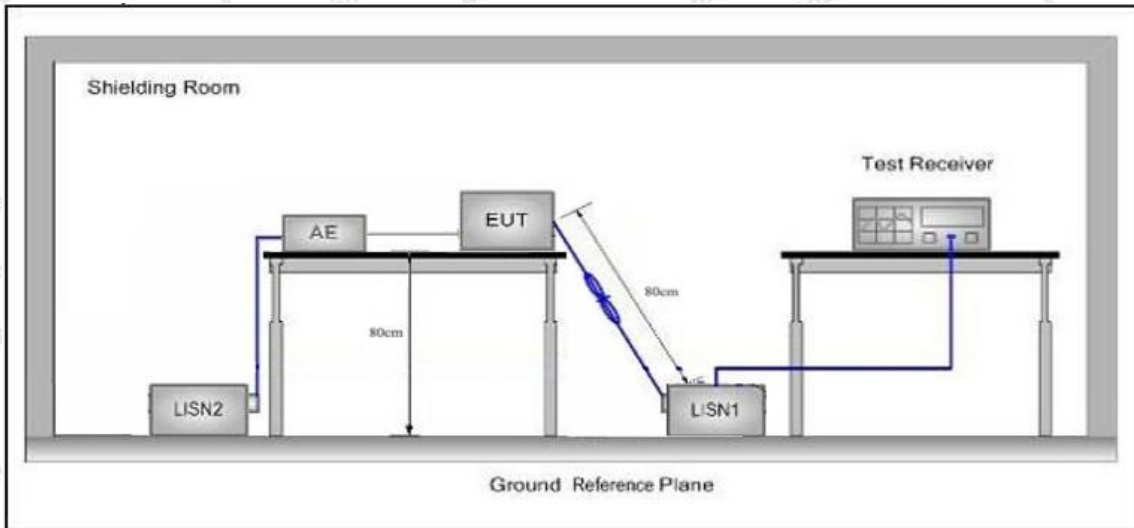 Shielding Room
Test Receiver
EUT
AE
80cm
80cm
LISN2
LISN1
Ground Reference Plane